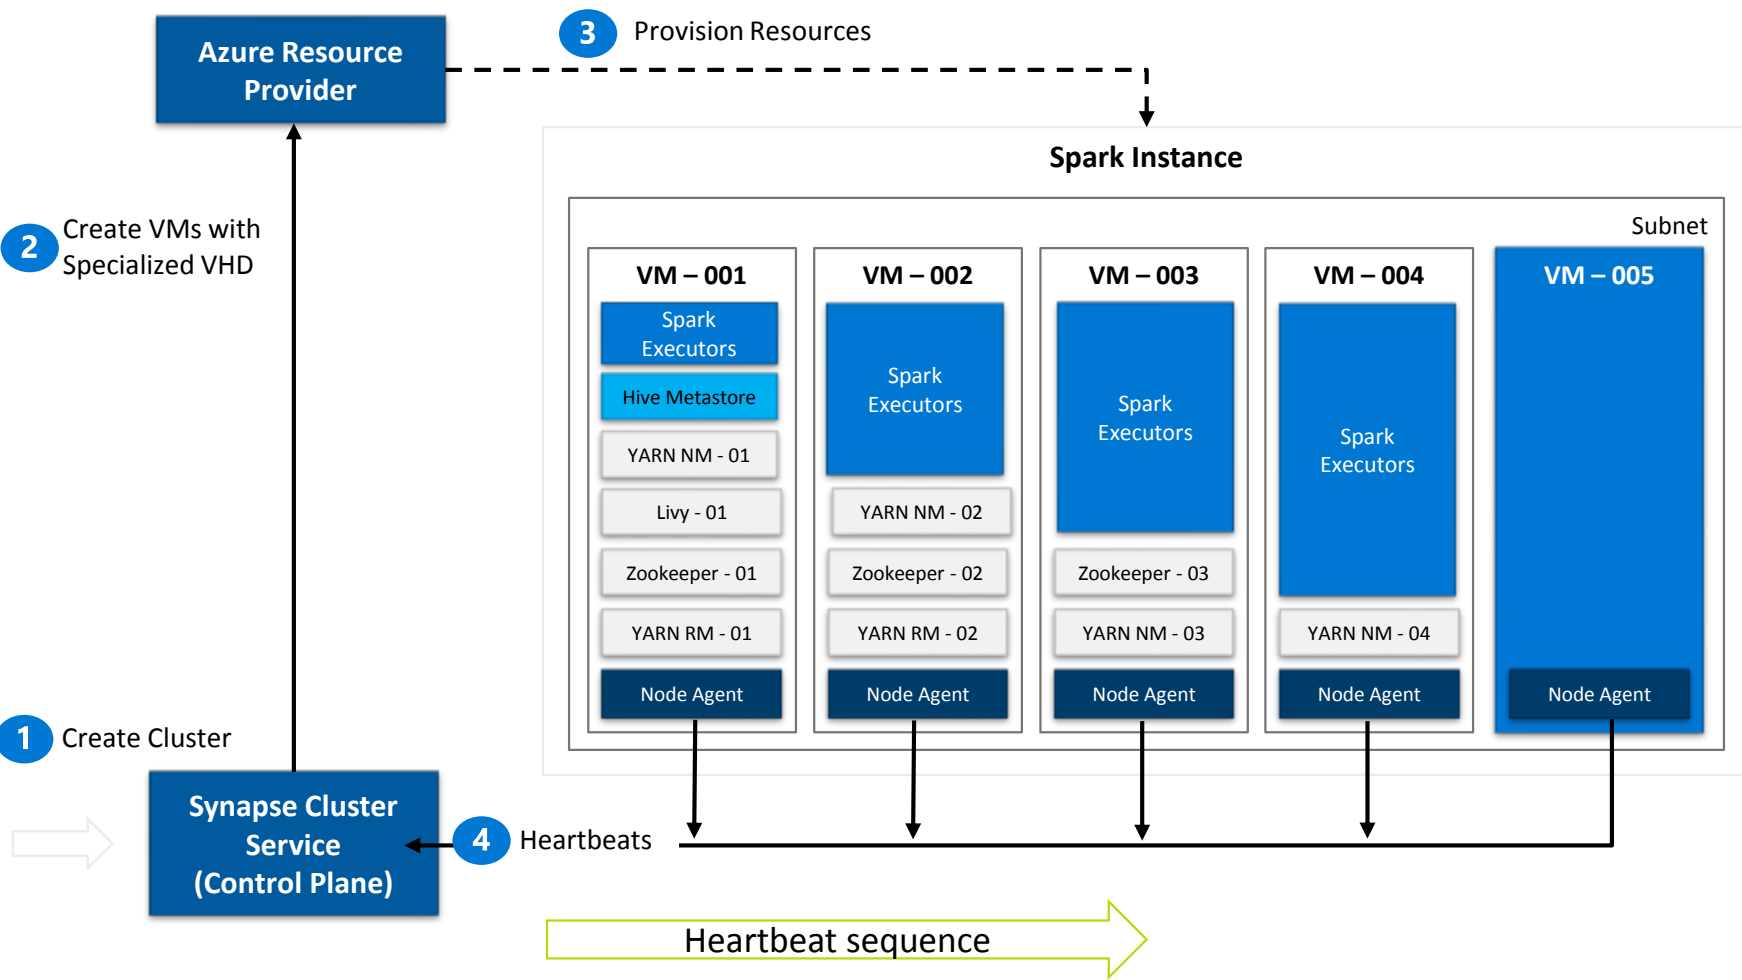 Azure Resource
Provider
3
Provision Resources
Spark Instance
2
Create VMs with
Specialized VHD
Subnet
VM – 001
Spark
Executors
Hive Metastore
YARN NM - 01
Livy - 01
Zookeeper - 01
YARN RM - 01
Node Agent
VM – 002
Spark
Executors
YARN NM - 02
Zookeeper - 02
YARN RM - 02
Node Agent
VM – 003
Spark
Executors
Zookeeper - 03
YARN NM - 03
Node Agent
VM – 004
Spark
Executors
YARN NM - 04
Node Agent
VM – 005
Node Agent
1
Create Cluster
Synapse Cluster
Service
(Control Plane)
4
Heartbeats
Heartbeat sequence